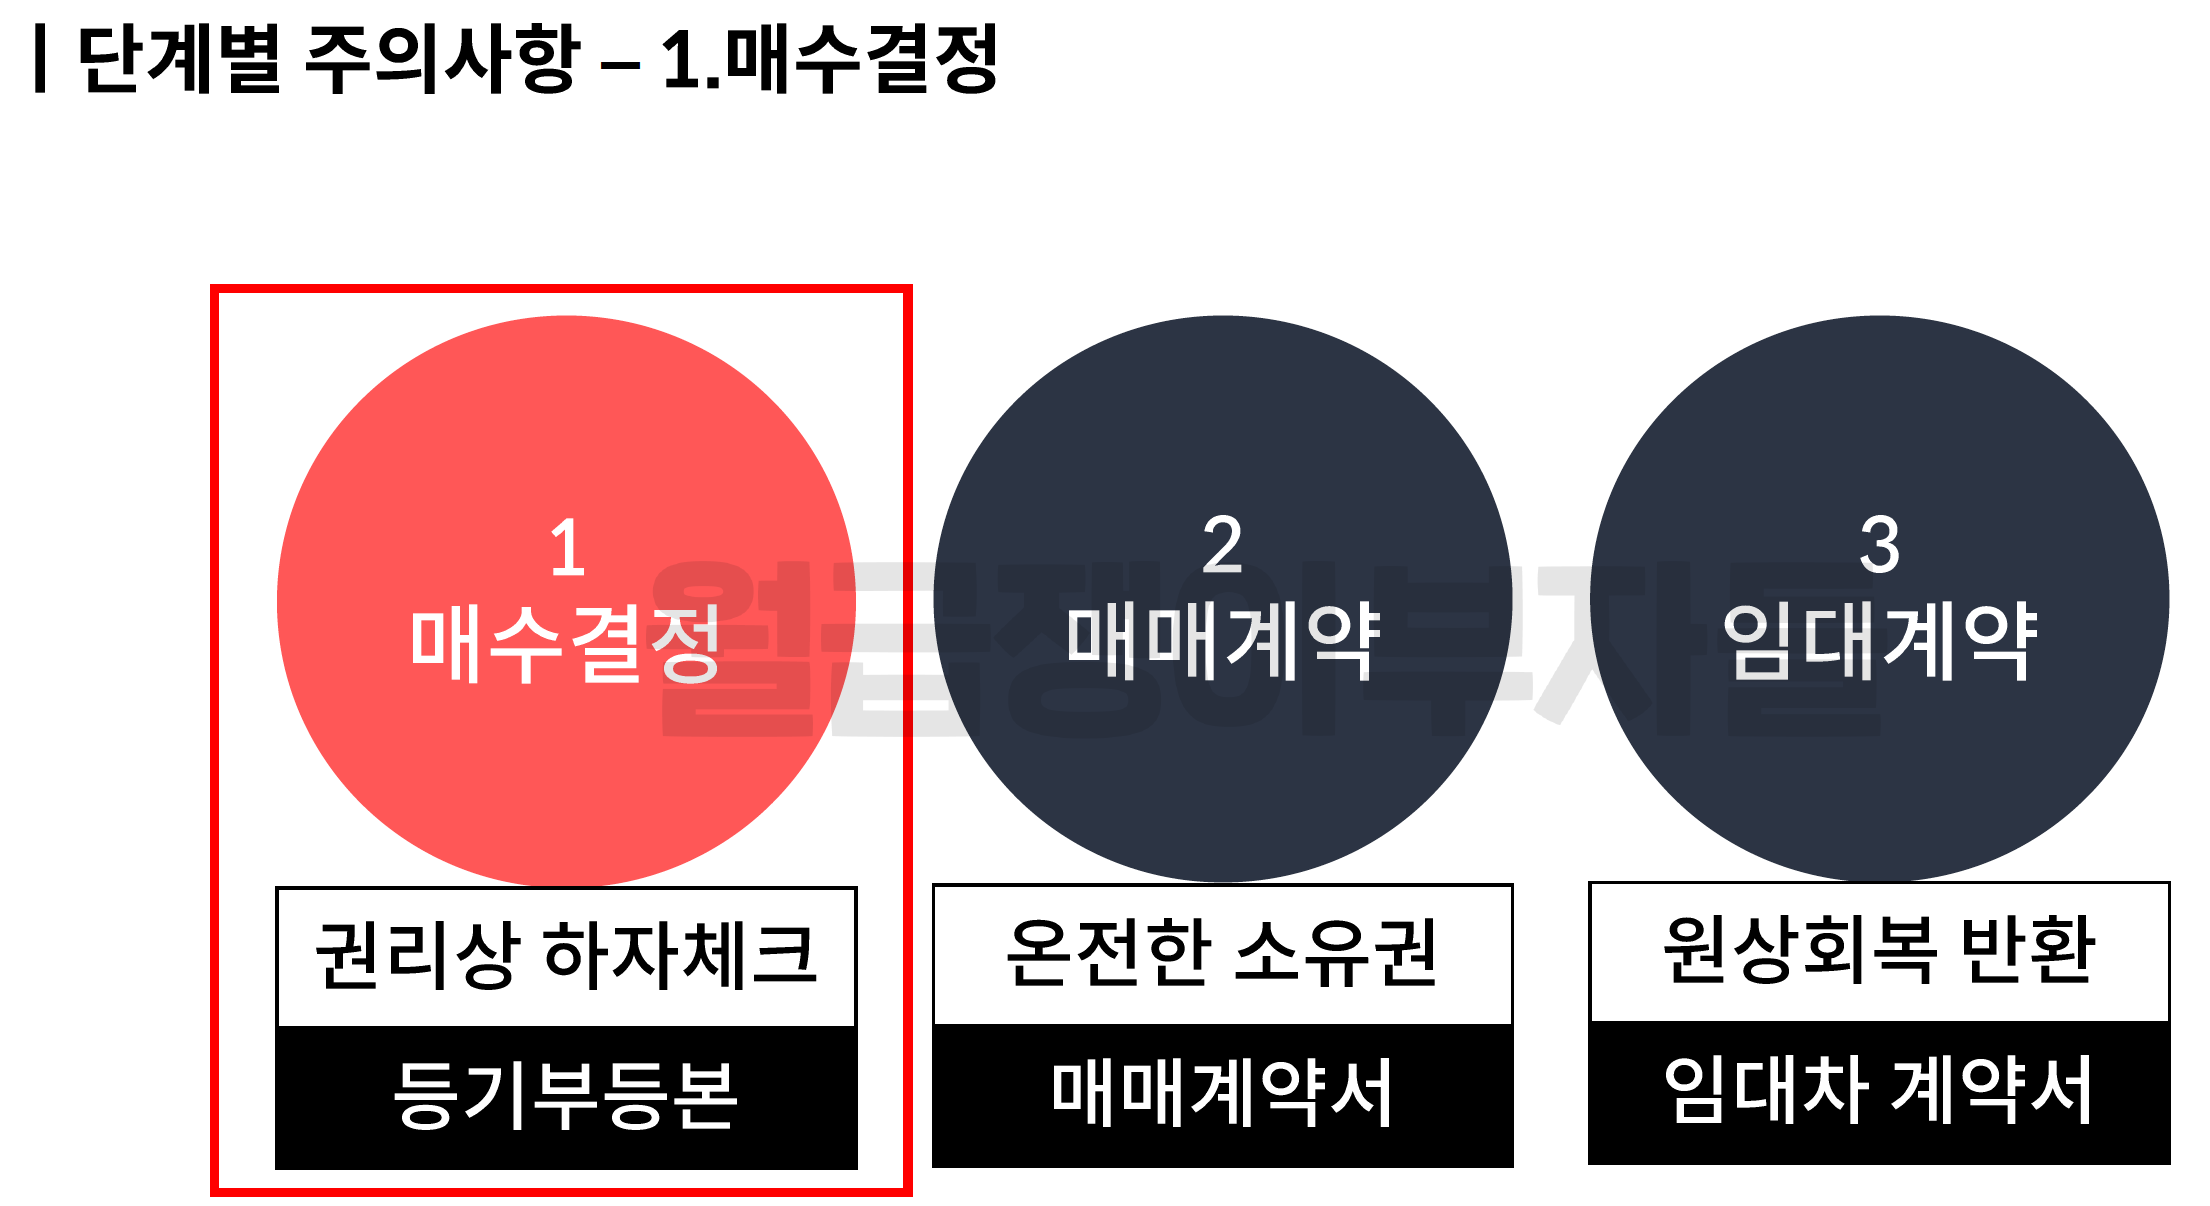 | 단계별 주의사항 – 1.매수결정
1
매수결정
권리상 하자체크
등기부등본
2
매매계약
온전한 소유권
매매계약서
3
임대계약
원상회복 반환
임대차 계약서
월급쟁이부자들